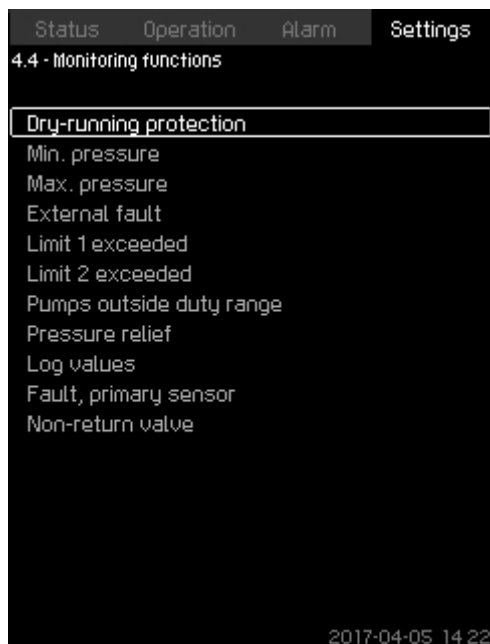 Status Operation Alarm Settings
4.4 - Monitoring functions
Dry-running protection
Min. pressure
Max. pressure
External fault
Limit 1 exceeded
Limit 2 exceeded
Pumps outside duty range
Pressure relief
Log values
Fault, primary sensor
Non-return valve
2017-04-05 14:22